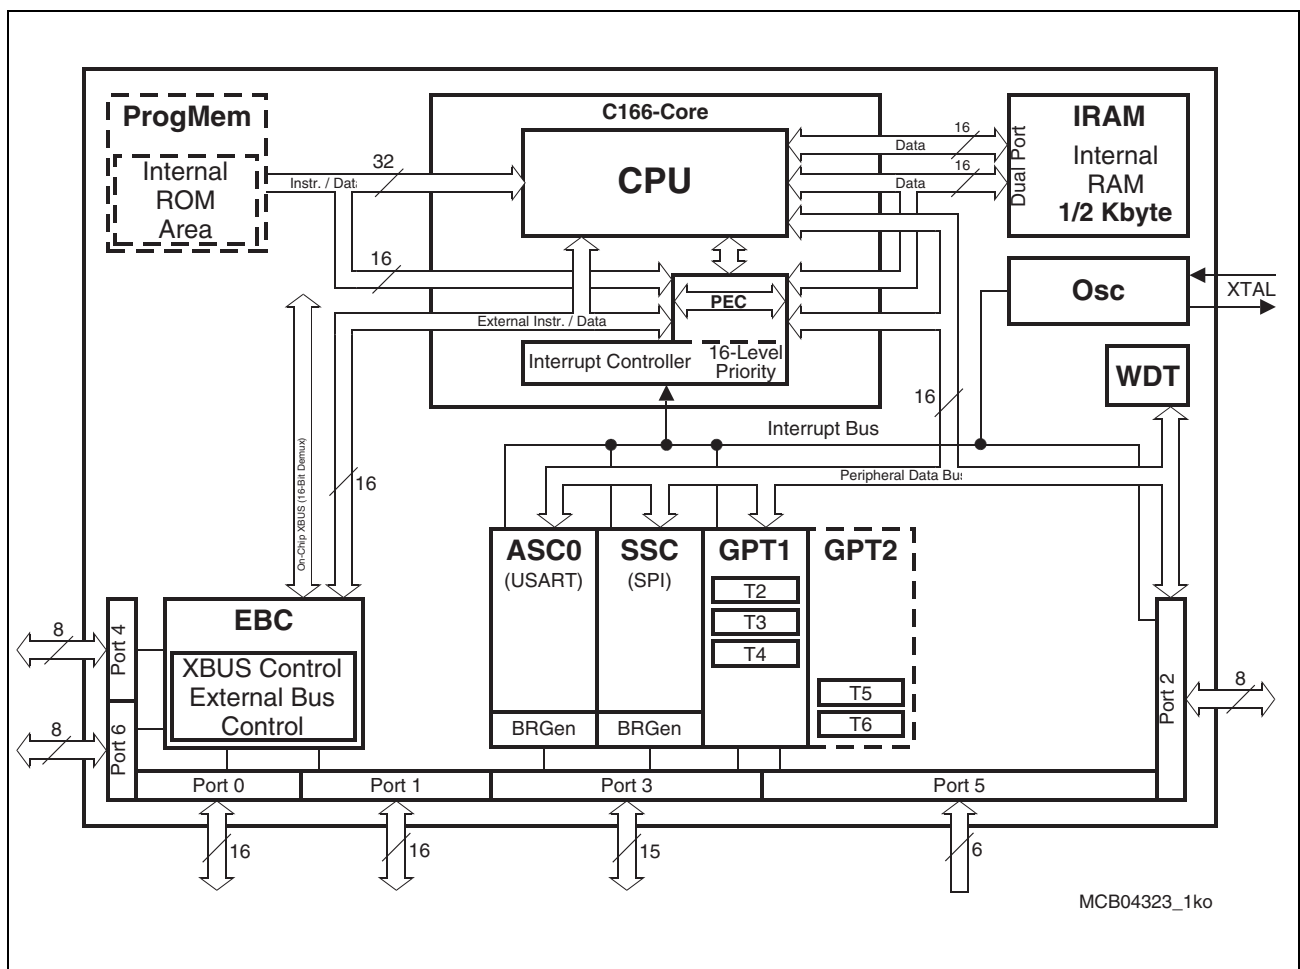 ProgMem
Internal
ROM
Area
C166-Core
CPU
32
Instr. / Data
16
Data
16
Data
16
Dual Port
IRAM
Internal
RAM
1/2 Kbyte
Osc
XTAL
PEC
External Instr. / Data
Interrupt Controller
16-Level
Priority
WDT
16
Interrupt Bus
Peripheral Data Bus
On-Chip XBUS (16-Bit Demux)
16
ASC0
(USART)
BRGen
SSC
(SPI)
BRGen
GPT1
T2
T3
T4
GPT2
T5
T6
EBC
XBUS Control
External Bus
Control
8
Port 4
8
Port 6
Port 2
8
Port 0
Port 1
Port 3
Port 5
16
16
15
6
MCB04323_1ko